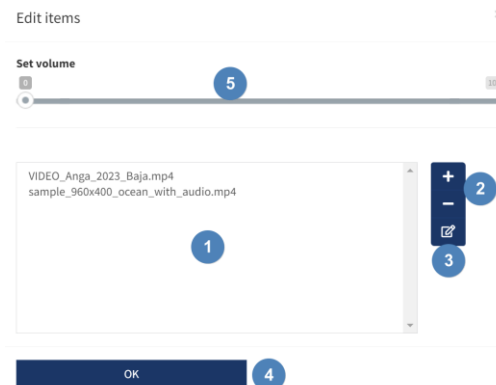 Edit items
Set volume
0
10
5
VIDEO_Anga_2023_Baja.mp4
sample_960x400_ocean_with_audio.mp4
1
2
3
OK
4